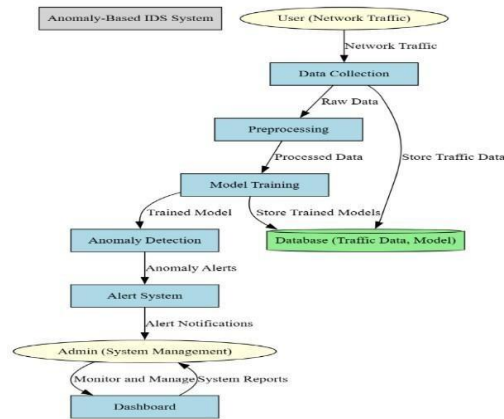 Anomaly-Based IDS System
User (Network Traffic)
Network Traffic
Data Collection
Raw Data
Preprocessing
Processed Data
Store Traffic Data
Model Training
Trained Model
Store Trained Models
Anomaly Detection
Database (Traffic Data, Model)
Anomaly Alerts
Alert System
Alert Notifications
Admin (System Management)
Monitor and Manage
System Reports
Dashboard